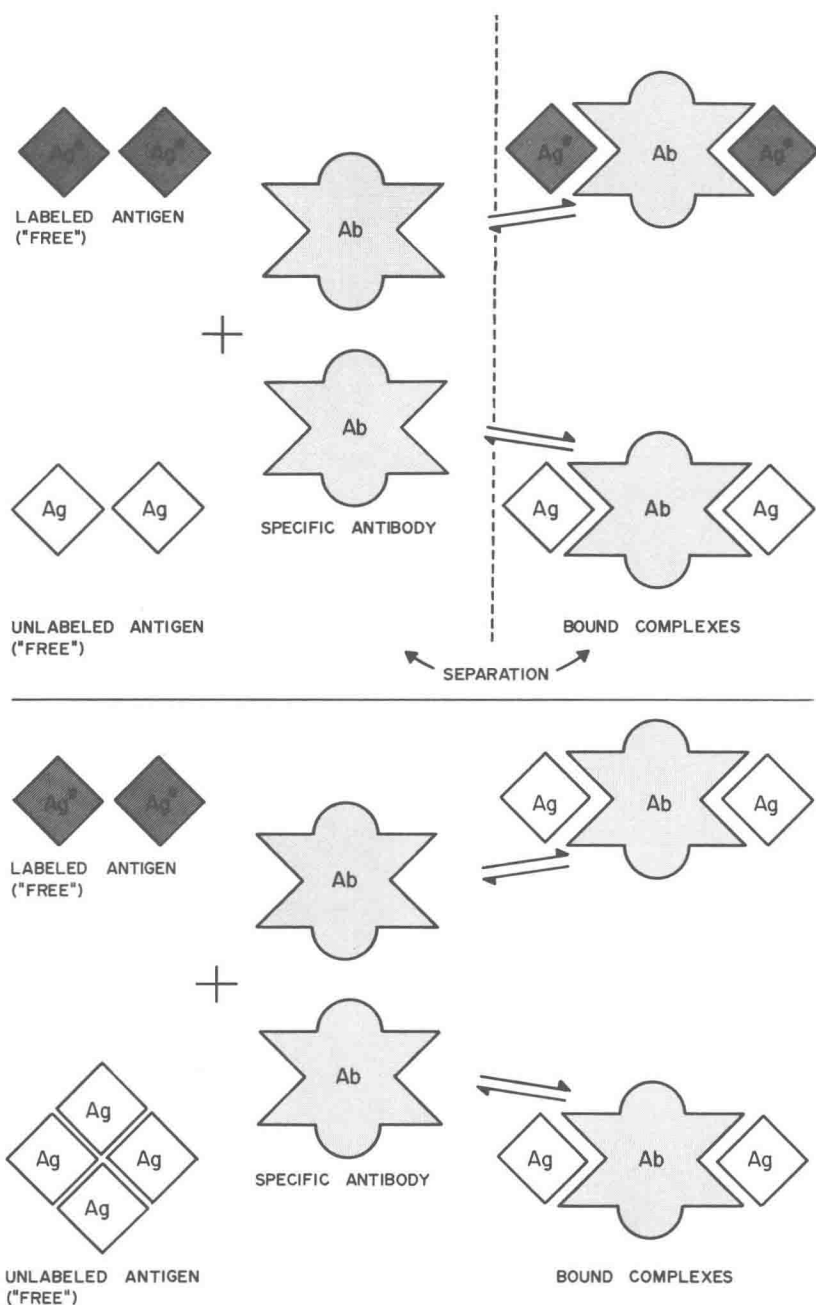 Ag* Ag*
LABELED ANTIGEN
("FREE")
Ab
Ag* Ab Ag*
Ab
Ag Ag
SPECIFIC ANTIBODY
Ag Ab Ag
UNLABELED ANTIGEN
("FREE")
BOUND COMPLEXES
SEPARATION
Ag* Ag*
LABELED ANTIGEN
("FREE")
Ab
Ag Ab Ag
Ab
Ag
Ag Ag
Ag
SPECIFIC ANTIBODY
Ag Ab Ag
UNLABELED ANTIGEN
("FREE")
BOUND COMPLEXES